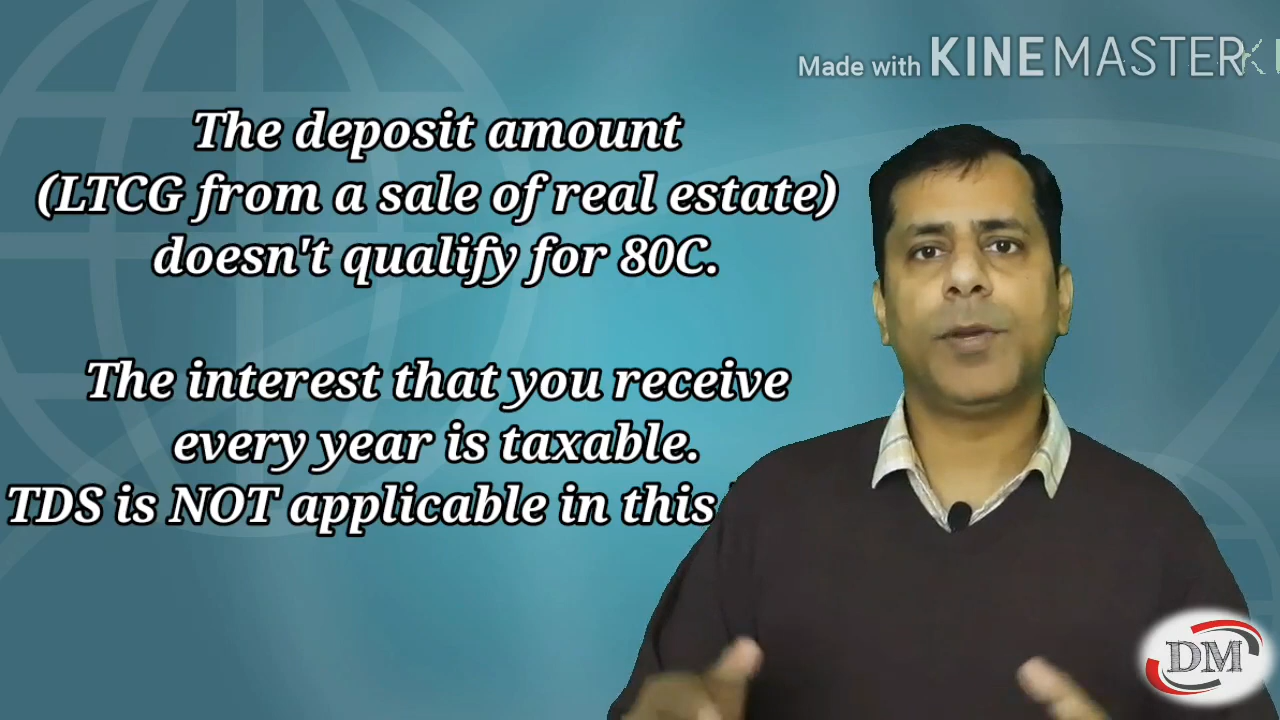 Made with KINEMASTER
The deposit amount
(LTCG from a sale of real estate)
doesn't qualify for 80C.
The interest that you receive
every year is taxable.
TDS is NOT applicable in this
DM